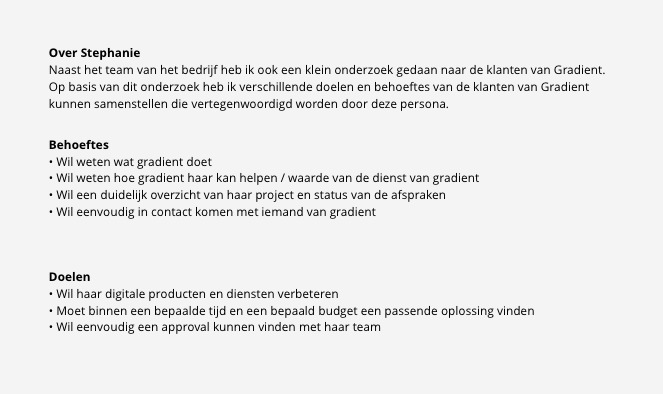 Over Stephanie
Naast het team van het bedrijf heb ik ook een klein onderzoek gedaan naar de klanten van Gradient.
Op basis van dit onderzoek heb ik verschillende doelen en behoeftes van de klanten van Gradient
kunnen samenstellen die vertegenwoordigd worden door deze persona.
Behoeftes
• Wil weten wat gradient doet
• Wil weten hoe gradient haar kan helpen / waarde van de dienst van gradient
• Wil een duidelijk overzicht van haar project en status van de afspraken
• Wil eenvoudig in contact komen met iemand van gradient
Doelen
• Wil haar digitale producten en diensten verbeteren
• Moet binnen een bepaalde tijd en een bepaald budget een passende oplossing vinden
• Wil eenvoudig een approval kunnen vinden met haar team